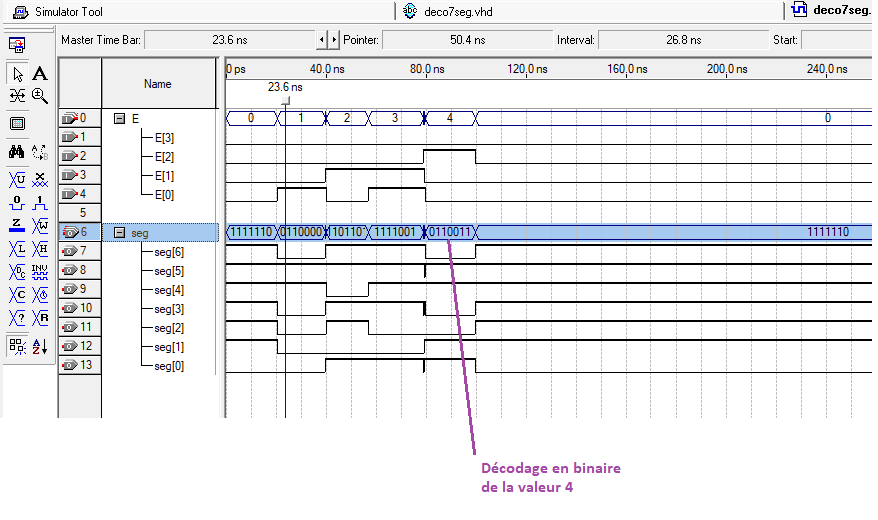 Simulator Tool
deco7seg.vhd
deco7seg.
Master Time Bar: 23.6 ns Pointer: 50.4 ns Interval: 26.8 ns Start:
Name
0 ps 40.0 ns 80.0 ns 120.0 ns 160.0 ns 200.0 ns 240.0 ns
23.6 ns
0 E 0 1 2 3 4 0
1 E[3]
2 E[2]
3 E[1]
4 E[0]
5
6 seg 1111110 0110000 10110 1111001 0110011 1111110
7 seg[6]
8 seg[5]
9 seg[4]
10 seg[3]
11 seg[2]
12 seg[1]
13 seg[0]
Décodage en binaire
de la valeur 4